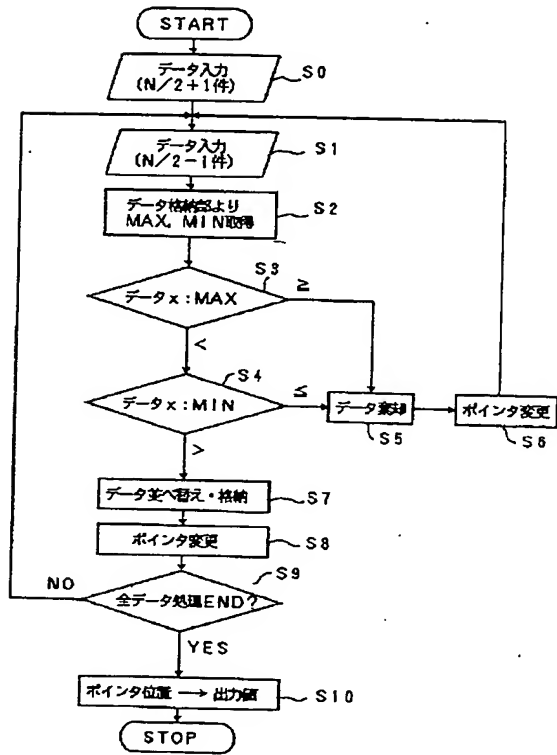 START
データ入力
(N/2+1件)
S0
データ入力
(N/2-1件)
S1
データ格納部より
MAX, MIN取得
S2
S3
データx:MAX
≧
<
S4
データx:MIN
≦
>
データ棄却
S5
ポインタ変更
S6
データ並べ替え・格納
S7
ポインタ変更
S8
S9
NO
全データ処理END?
YES
ポインタ位置 → 出力値
S10
STOP